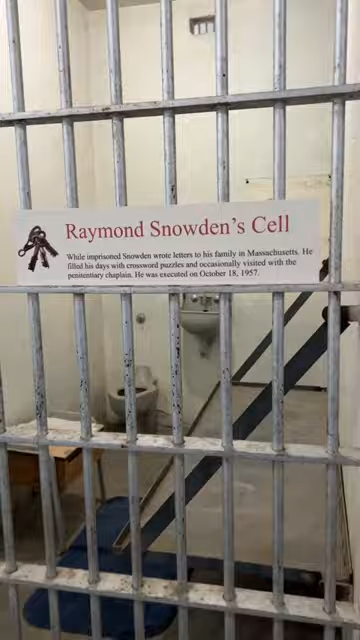 Raymond Snowden's Cell
While imprisoned Snowden wrote letters to his family in Massachusetts. He
filled his days with crossword puzzles and occasionally visited with the
penitentiary chaplain. He was executed on October 18, 1957.